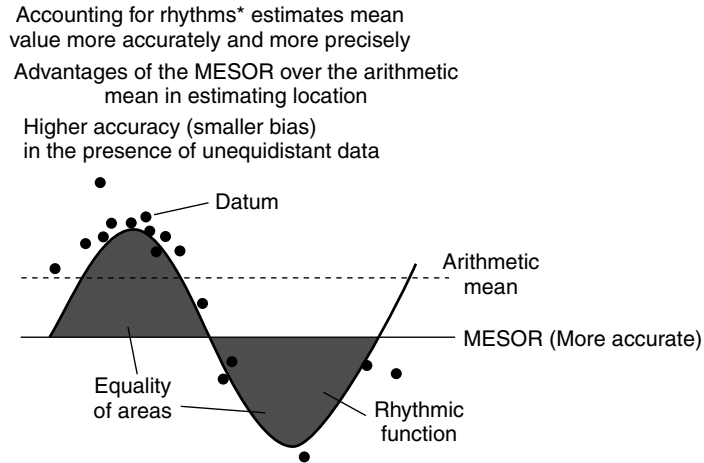 Accounting for rhythms* estimates mean
value more accurately and more precisely
Advantages of the MESOR over the arithmetic
mean in estimating location
Higher accuracy (smaller bias)
in the presence of unequidistant data
Datum
Arithmetic
mean
MESOR (More accurate)
Equality
of areas
Rhythmic
function